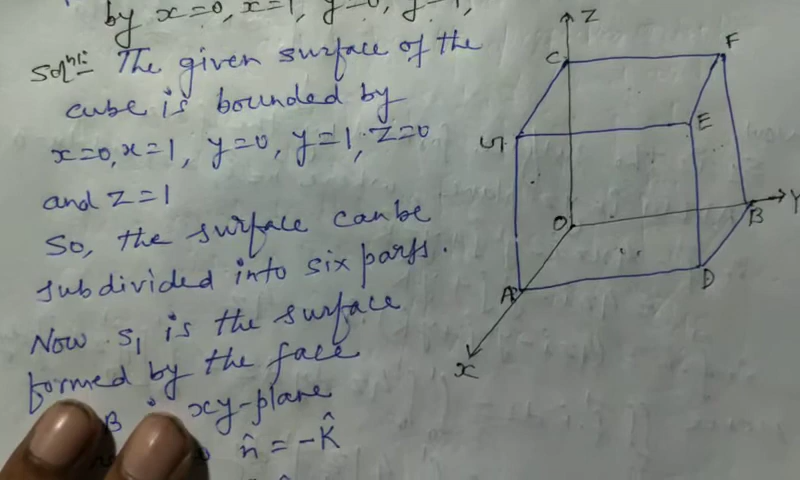 by x=0, x=1, y=0, y=1,
Solⁿ:- The given surface of the
cube is bounded by
x=0, x=1, y=0, y=1, z=0
and z=1
So, the surface can be
subdivided into six parts.
Now S₁ is the surface
formed by the face
B xy-plane
n̂ = -k̂
Z
C
F
G
E
O
B
Y
A
D
X